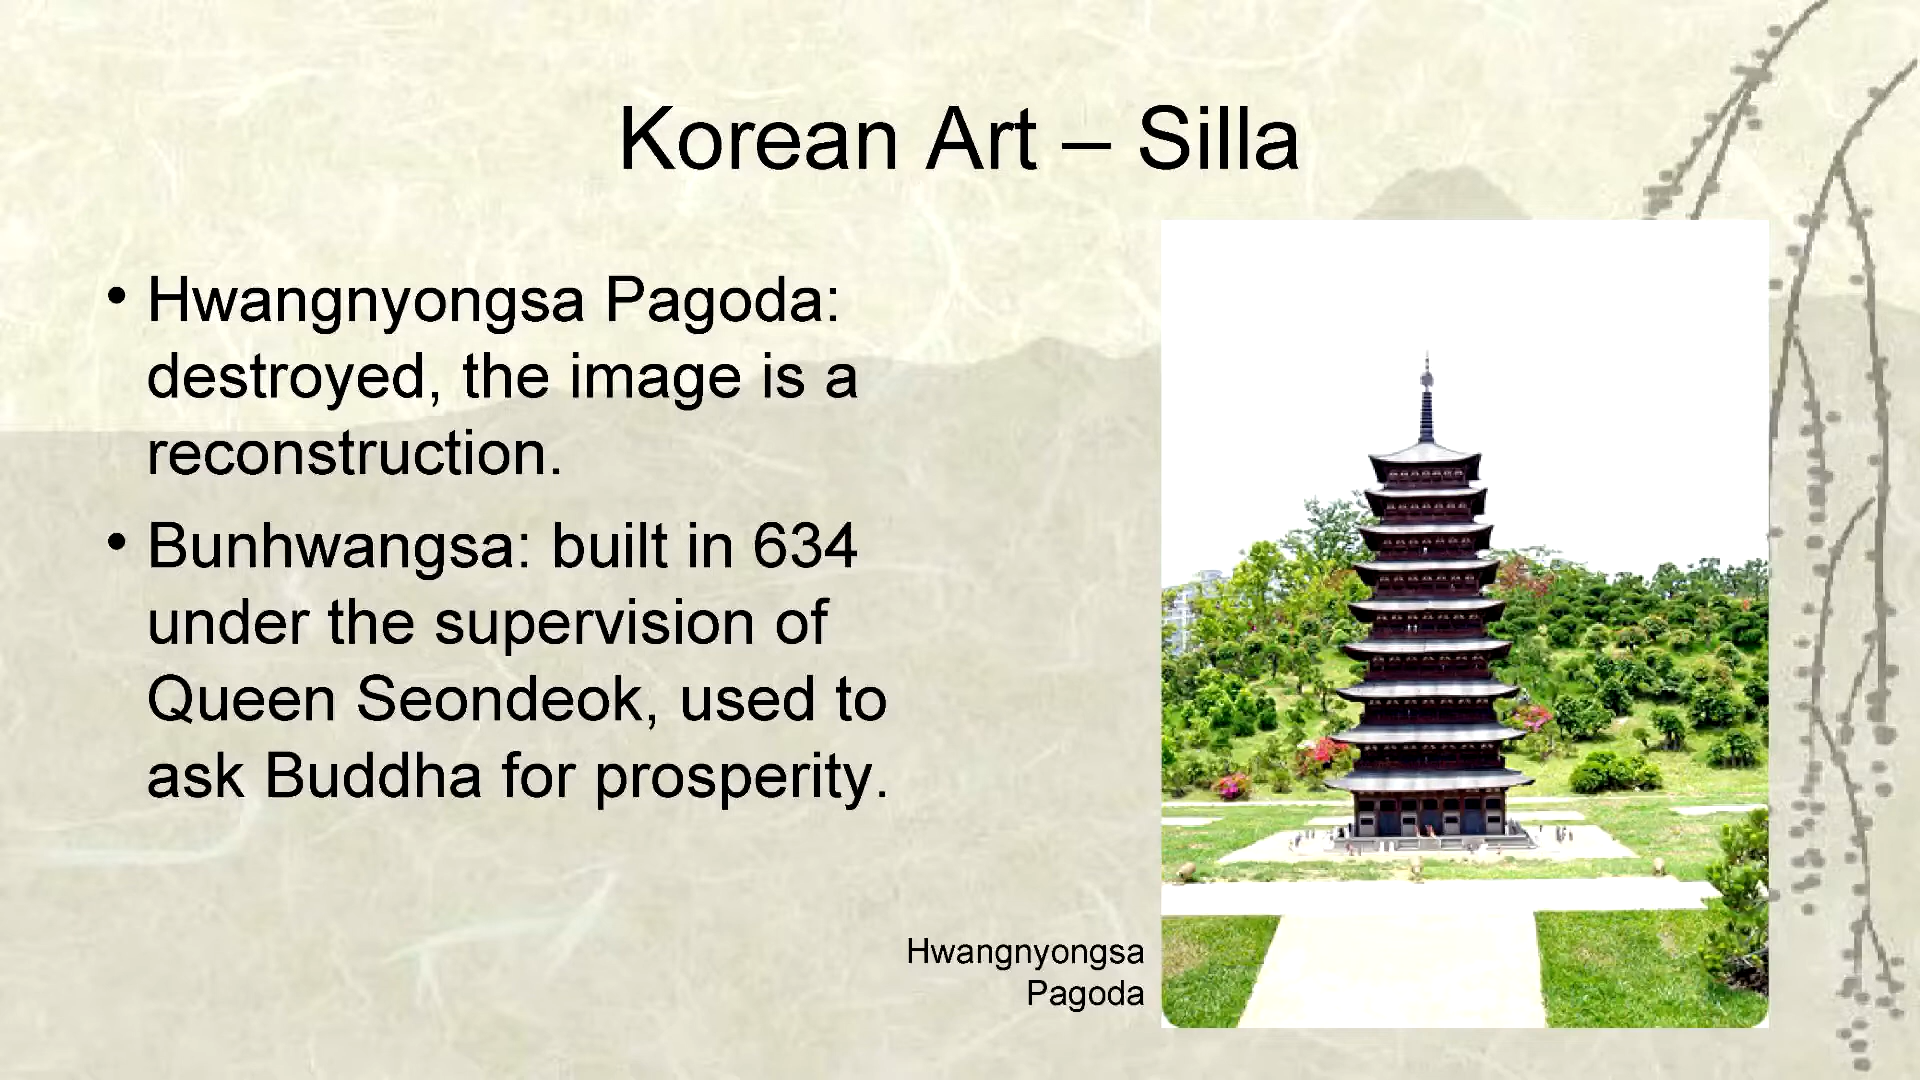 Korean Art – Silla
• Hwangnyongsa Pagoda:
destroyed, the image is a
reconstruction.
• Bunhwangsa: built in 634
under the supervision of
Queen Seondeok, used to
ask Buddha for prosperity.
Hwangnyongsa
Pagoda